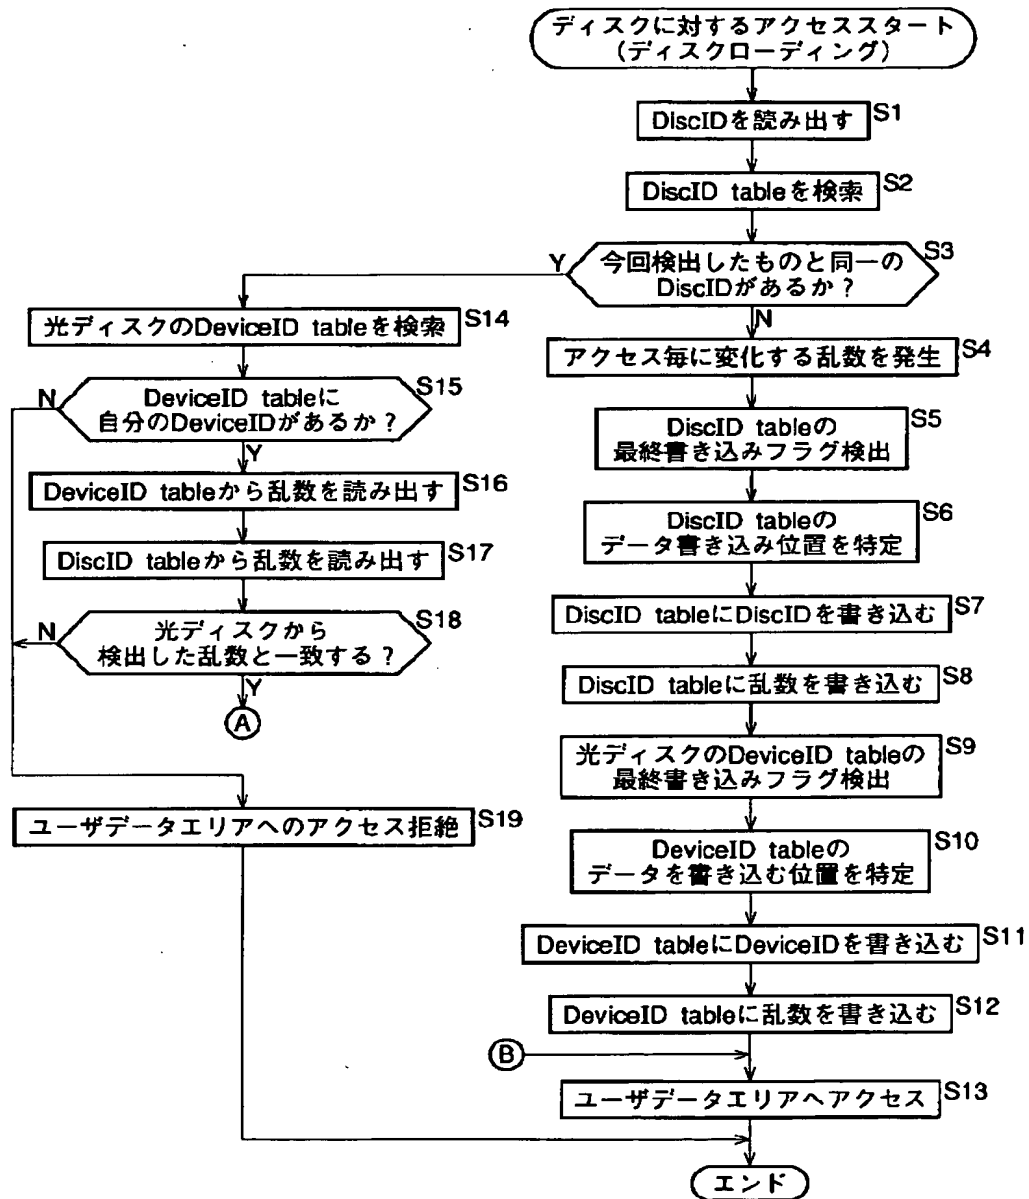 ディスクに対するアクセススタート
(ディスクローディング)
DiscIDを読み出す
S1
DiscID tableを検索
S2
今回検出したものと同一の
DiscIDがあるか?
S3
Y
N
アクセス毎に変化する乱数を発生
S4
DiscID tableの
最終書き込みフラグ検出
S5
DiscID tableの
データ書き込み位置を特定
S6
DiscID tableにDiscIDを書き込む
S7
DiscID tableに乱数を書き込む
S8
光ディスクのDeviceID tableの
最終書き込みフラグ検出
S9
DeviceID tableの
データを書き込む位置を特定
S10
DeviceID tableにDeviceIDを書き込む
S11
DeviceID tableに乱数を書き込む
S12
B
ユーザデータエリアへアクセス
S13
光ディスクのDeviceID tableを検索
S14
DeviceID tableに
自分のDeviceIDがあるか?
S15
N
Y
DeviceID tableから乱数を読み出す
S16
DiscID tableから乱数を読み出す
S17
光ディスクから
検出した乱数と一致する?
S18
N
Y
A
ユーザデータエリアへのアクセス拒絶
S19
エンド